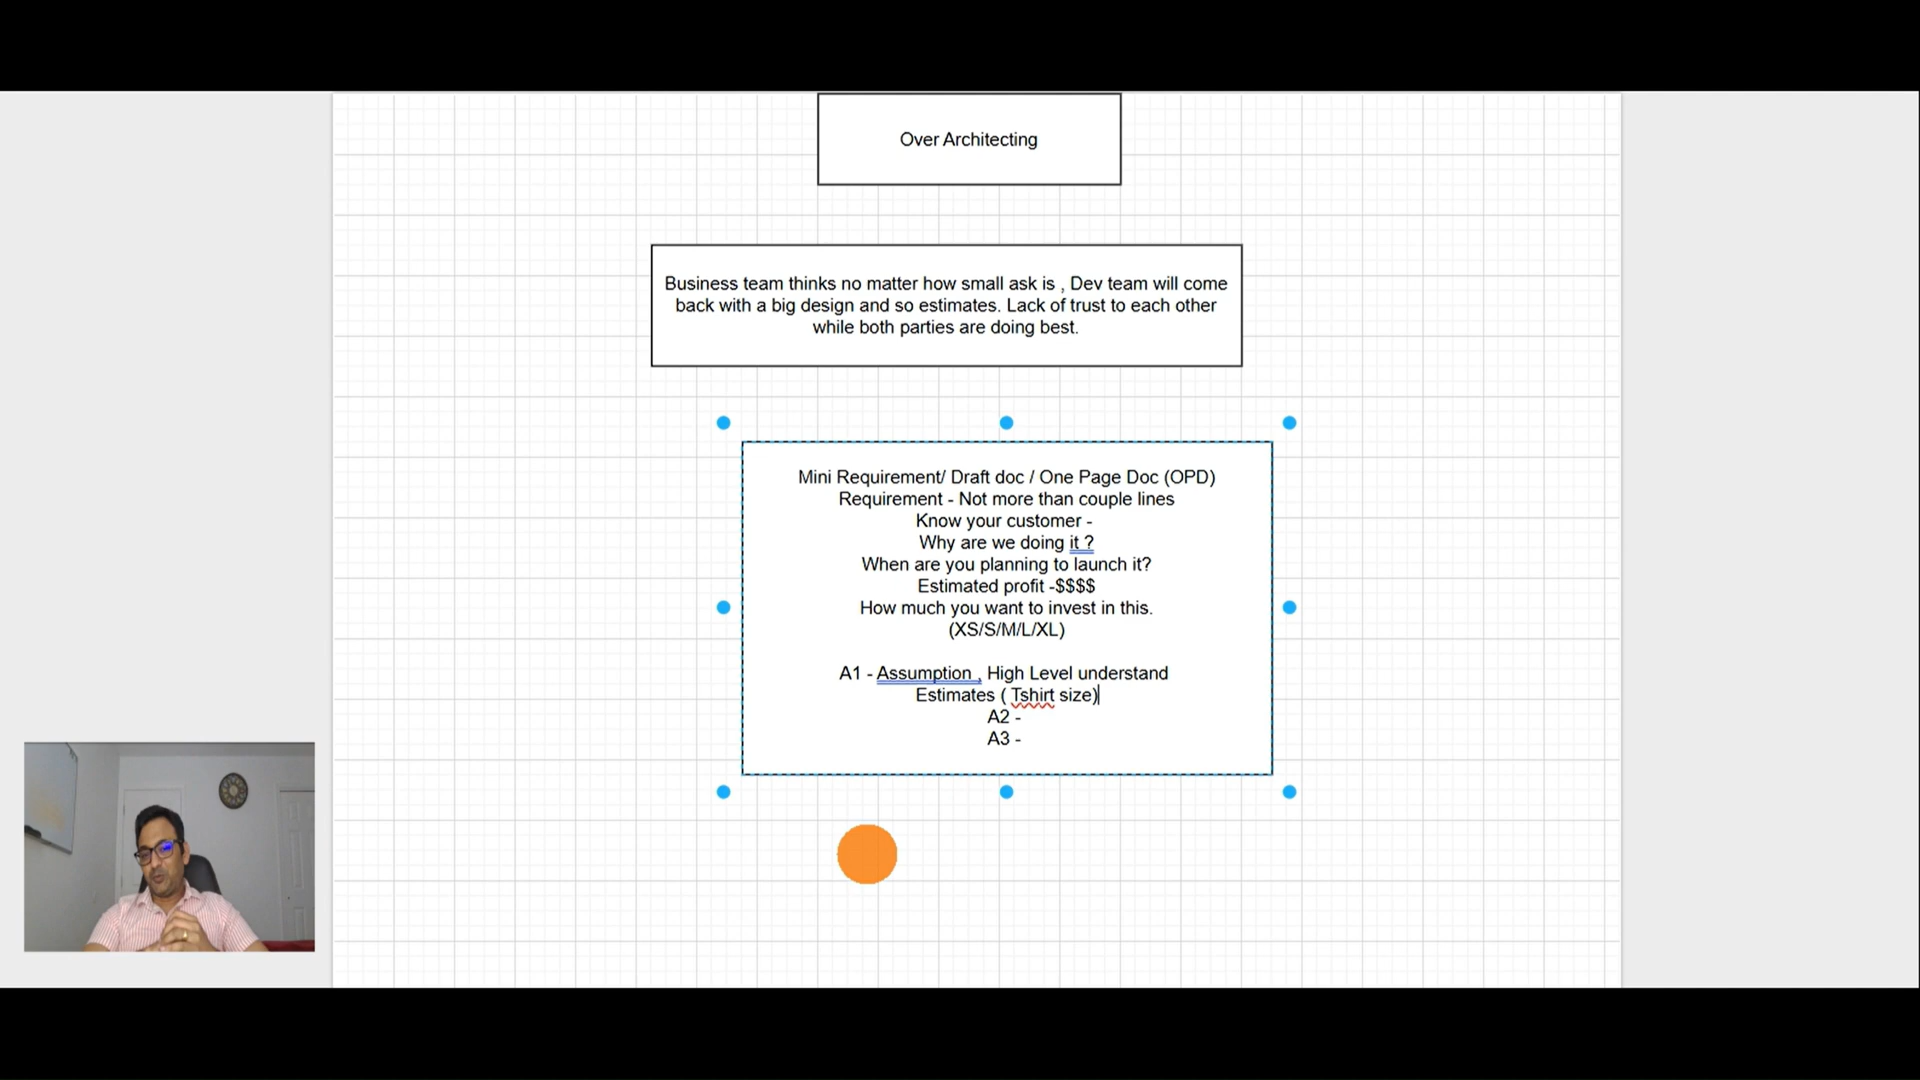 Over Architecting
Business team thinks no matter how small ask is , Dev team will come
back with a big design and so estimates. Lack of trust to each other
while both parties are doing best.
Mini Requirement/ Draft doc / One Page Doc (OPD)
Requirement - Not more than couple lines
Know your customer -
Why are we doing it ?
When are you planning to launch it?
Estimated profit -$$$$
How much you want to invest in this.
(XS/S/M/L/XL)
A1 - Assumption , High Level understand
Estimates ( Tshirt size)
A2 -
A3 -